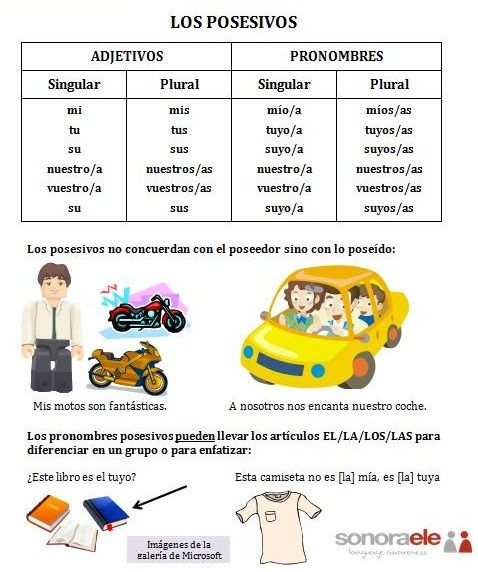 LOS POSESIVOS
ADJETIVOS PRONOMBRES
Singular Plural Singular Plural
mi mis mío/a míos/as
tu tus tuyo/a tuyos/as
su sus suyo/a suyos/as
nuestro/a nuestros/as nuestro/a nuestros/as
vuestro/a vuestros/as vuestro/a vuestros/as
su sus suyo/a suyos/as
Los posesivos no concuerdan con el poseedor sino con lo poseído:
Mis motos son fantásticas. A nosotros nos encanta nuestro coche.
Los pronombres posesivos pueden llevar los artículos EL/LA/LOS/LAS para
diferenciar en un grupo o para enfatizar:
¿Este libro es el tuyo? Esta camiseta no es [la] mía, es [la] tuya
Imágenes de la
galería de Microsoft
sonoraele
language awareness